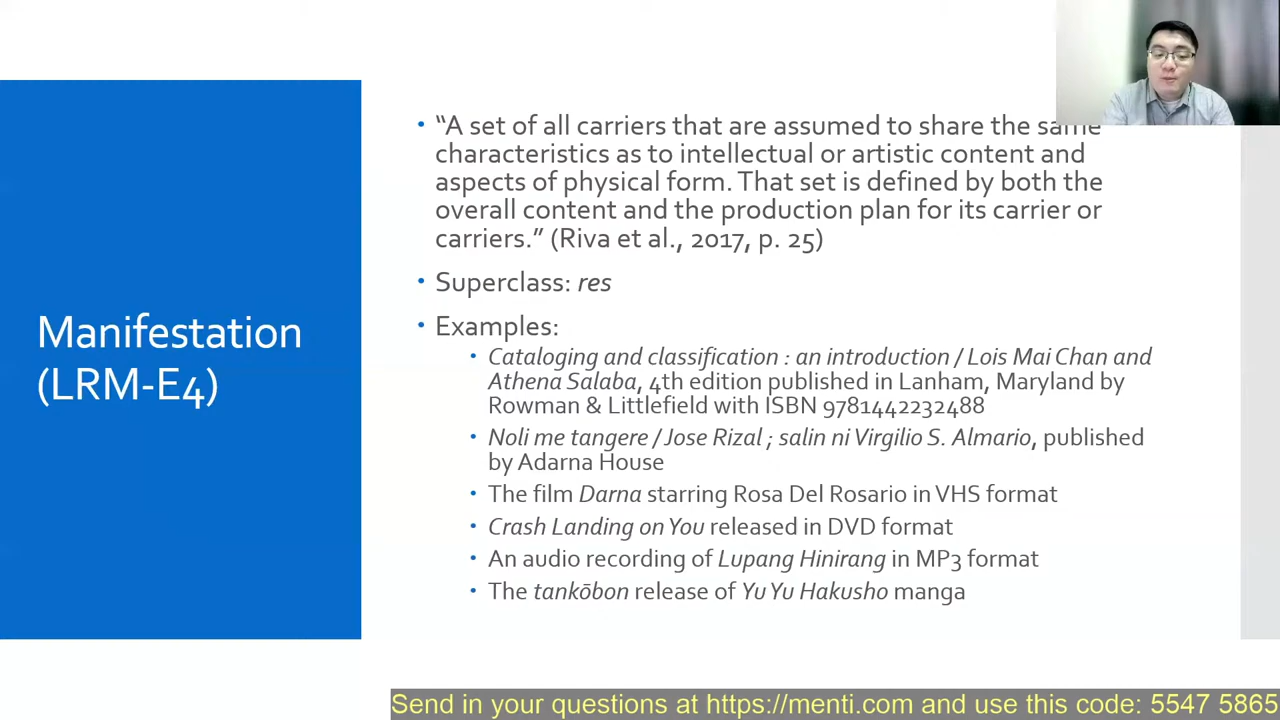 Manifestation
(LRM-E4)
• “A set of all carriers that are assumed to share the same
characteristics as to intellectual or artistic content and
aspects of physical form. That set is defined by both the
overall content and the production plan for its carrier or
carriers.” (Riva et al., 2017, p. 25)
• Superclass: res
• Examples:
• Cataloging and classification : an introduction / Lois Mai Chan and
Athena Salaba, 4th edition published in Lanham, Maryland by
Rowman & Littlefield with ISBN 9781442232488
• Noli me tangere / Jose Rizal ; salin ni Virgilio S. Almario, published
by Adarna House
• The film Darna starring Rosa Del Rosario in VHS format
• Crash Landing on You released in DVD format
• An audio recording of Lupang Hinirang in MP3 format
• The tankōbon release of Yu Yu Hakusho manga
Send in your questions at https://menti.com and use this code: 5547 5865